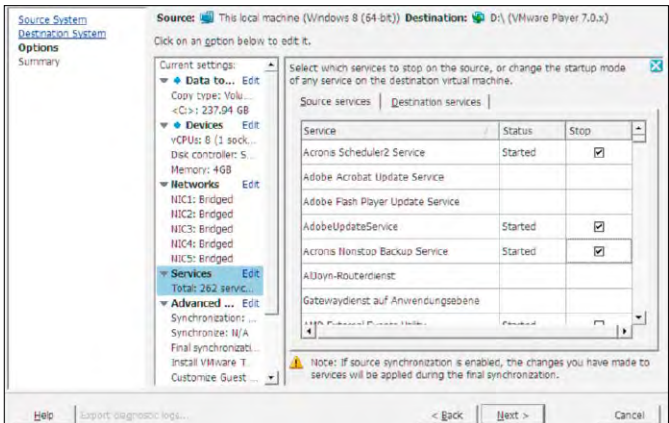 Source System
Destination System
Options
Summary
Source: This local machine (Windows 8 (64-bit)) Destination: D:\ (VMware Player 7.0.x)
Click on an option below to edit it.
Current settings:
Data to... Edit
Copy type: Volu...
<C:>: 237.94 GB
Devices Edit
vCPUs: 8 (1 sock...
Disk controller: S...
Memory: 4GB
Networks Edit
NIC1: Bridged
NIC2: Bridged
NIC3: Bridged
NIC4: Bridged
NIC5: Bridged
Services Edit
Total: 262 servic...
Advanced ... Edit
Synchronization: ...
Synchronize: N/A
Final synchronizati...
Install VMware T...
Customize Guest ...
Select which services to stop on the source, or change the startup mode
of any service on the destination virtual machine.
Source services Destination services
Service Status Stop
Acronis Scheduler2 Service Started
Adobe Acrobat Update Service
Adobe Flash Player Update Service
AdobeUpdateService Started
Acronis Nonstop Backup Service Started
AllJoyn-Routerdienst
Gatewaydienst auf Anwendungsebene
AMD External Events Utility Started
Note: If source synchronization is enabled, the changes you have made to
services will be applied during the final synchronization.
Help Export diagnostic logs... < Back Next > Cancel